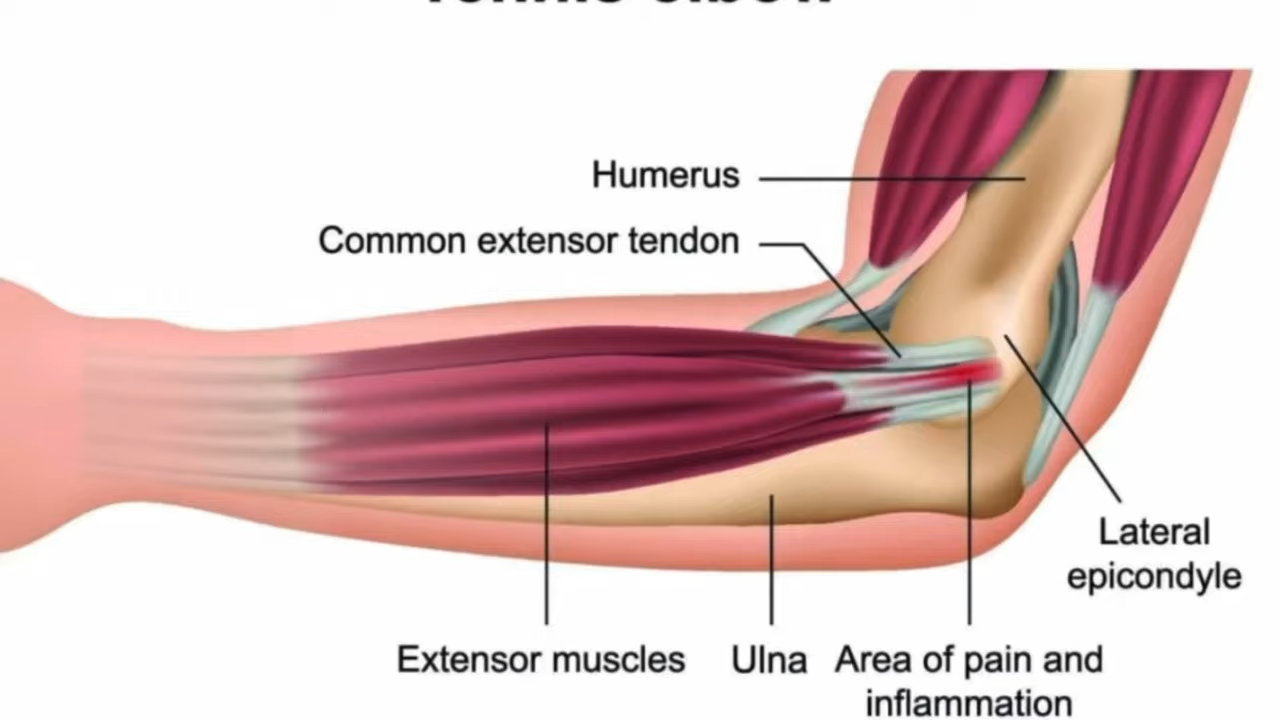 Humerus
Common extensor tendon
Lateral
epicondyle
Extensor muscles
Ulna
Area of pain and
inflammation